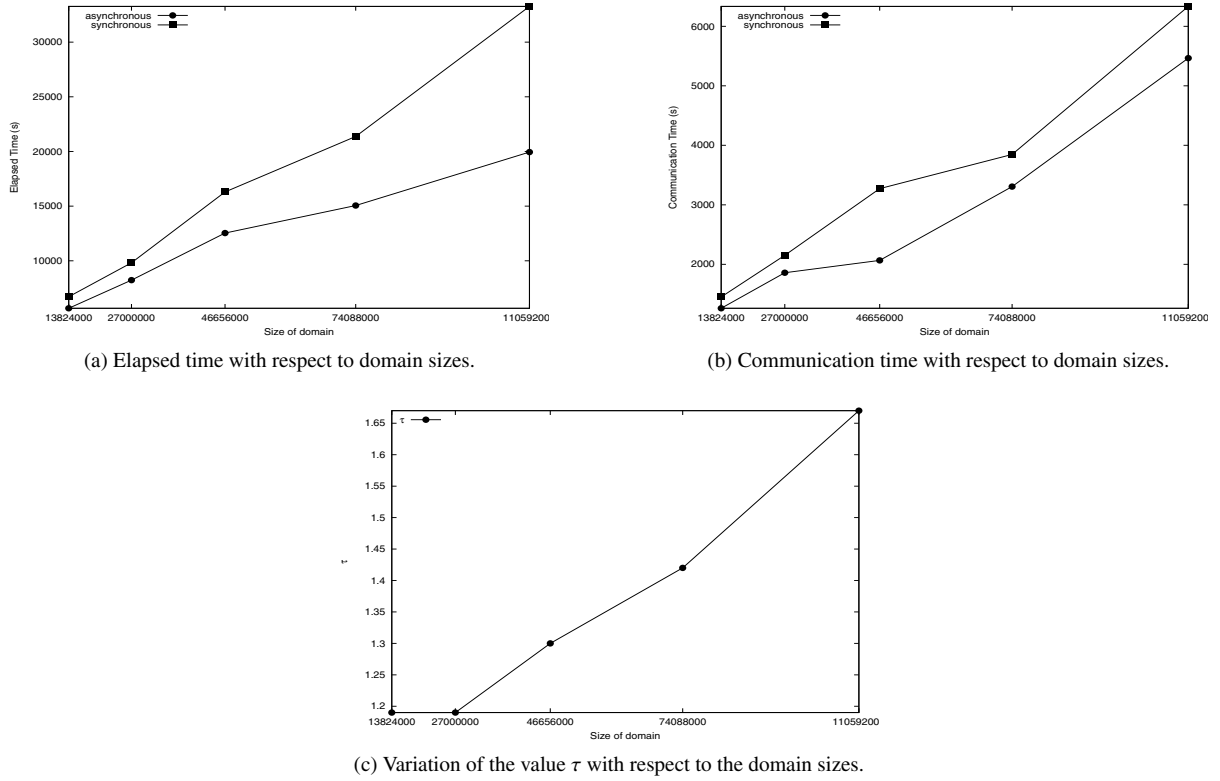 asynchronous
synchronous
33000
25000
20000
15000
10000
30000
Elapsed Time (s)
13824000 27000000 46656000 74088000 11059200
Size of domain
(a) Elapsed time with respect to domain sizes.
asynchronous
synchronous
6000
5000
4000
3000
2000
Communication Time (s)
13824000 27000000 46656000 74088000 11059200
Size of domain
(b) Communication time with respect to domain sizes.
τ
1.65
1.6
1.55
1.5
1.45
1.4
1.35
1.3
1.25
1.2
τ
13824000 27000000 46656000 74088000 11059200
Size of domain
(c) Variation of the value τ with respect to the domain sizes.